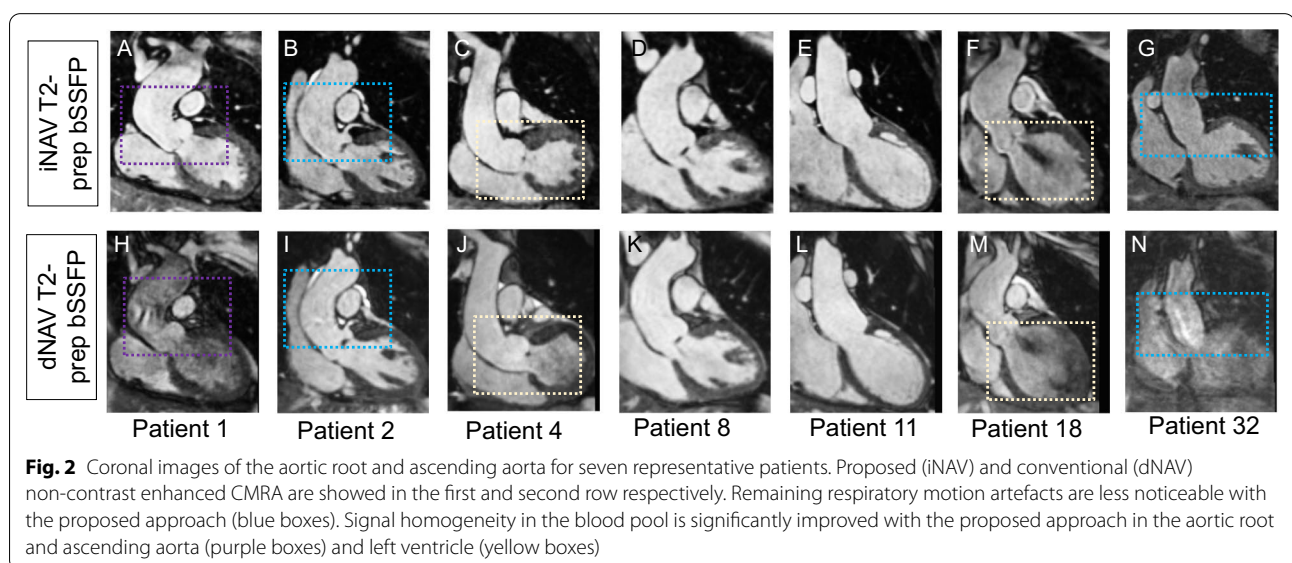 iNAV T2-
prep bSSFP
A B C D E F G
dNAV T2-
prep bSSFP
H I J K L M N
Patient 1 Patient 2 Patient 4 Patient 8 Patient 11 Patient 18 Patient 32
Fig. 2 Coronal images of the aortic root and ascending aorta for seven representative patients. Proposed (iNAV) and conventional (dNAV)
non-contrast enhanced CMRA are showed in the first and second row respectively. Remaining respiratory motion artefacts are less noticeable with
the proposed approach (blue boxes). Signal homogeneity in the blood pool is significantly improved with the proposed approach in the aortic root
and ascending aorta (purple boxes) and left ventricle (yellow boxes)